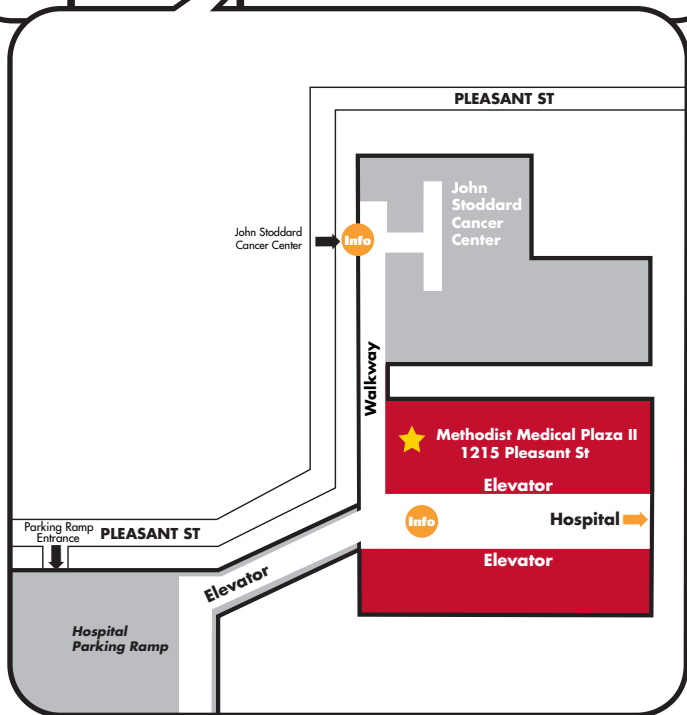 PLEASANT ST
John
Stoddard
Cancer
Center
John Stoddard
Cancer Center
Info
Walkway
Methodist Medical Plaza II
1215 Pleasant St
Elevator
Info
Hospital
Elevator
Parking Ramp
Entrance
PLEASANT ST
Elevator
Hospital
Parking Ramp